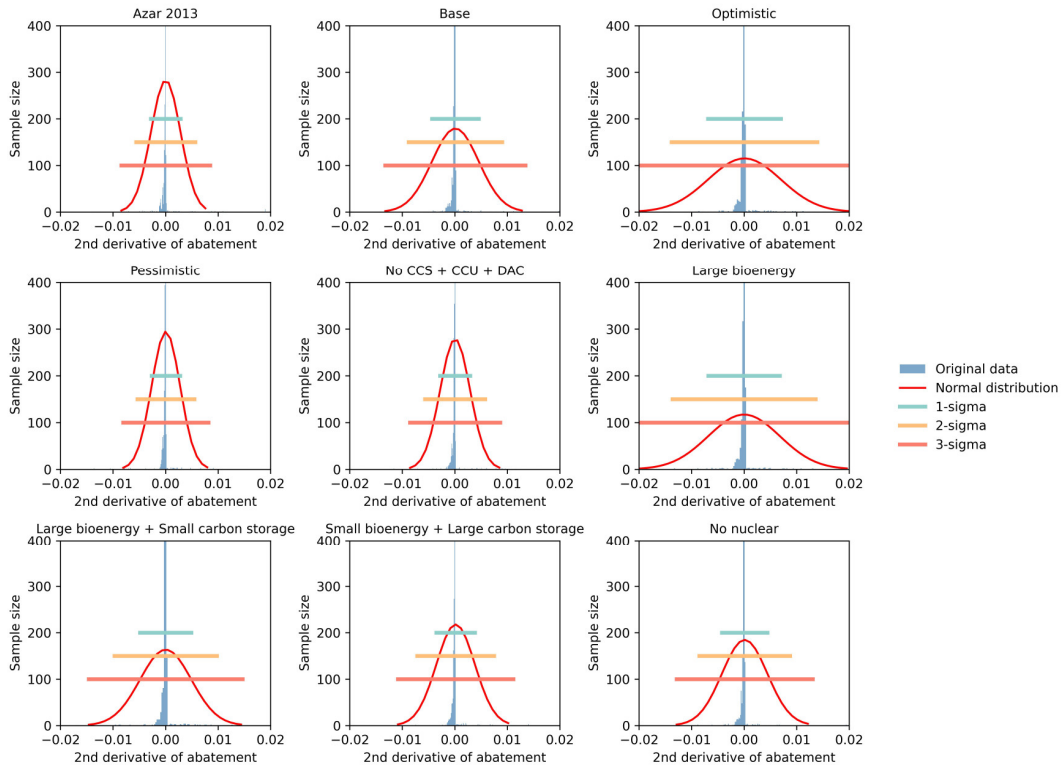 Azar 2013
Base
Optimistic
400
300
200
100
0
Sample size
−0.02 −0.01 0.00 0.01 0.02
2nd derivative of abatement
400
300
200
100
0
Sample size
−0.02 −0.01 0.00 0.01 0.02
2nd derivative of abatement
400
300
200
100
0
Sample size
−0.02 −0.01 0.00 0.01 0.02
2nd derivative of abatement
Pessimistic
No CCS + CCU + DAC
Large bioenergy
400
300
200
100
0
Sample size
−0.02 −0.01 0.00 0.01 0.02
2nd derivative of abatement
400
300
200
100
0
Sample size
−0.02 −0.01 0.00 0.01 0.02
2nd derivative of abatement
400
300
200
100
0
Sample size
−0.02 −0.01 0.00 0.01 0.02
2nd derivative of abatement
Original data
Normal distribution
1-sigma
2-sigma
3-sigma
Large bioenergy + Small carbon storage
Small bioenergy + Large carbon storage
No nuclear
400
300
200
100
0
Sample size
−0.02 −0.01 0.00 0.01 0.02
2nd derivative of abatement
400
300
200
100
0
Sample size
−0.02 −0.01 0.00 0.01 0.02
2nd derivative of abatement
400
300
200
100
0
Sample size
−0.02 −0.01 0.00 0.01 0.02
2nd derivative of abatement